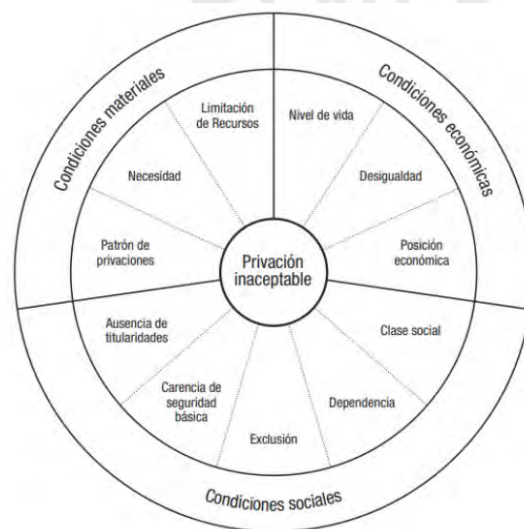 Condiciones materiales
Condiciones económicas
Limitación
de Recursos
Nivel de vida
Necesidad
Desigualdad
Patrón de
privaciones
Privación
inaceptable
Posición
económica
Ausencia de
titularidades
Clase social
Carencia de
seguridad
básica
Dependencia
Exclusión
Condiciones sociales